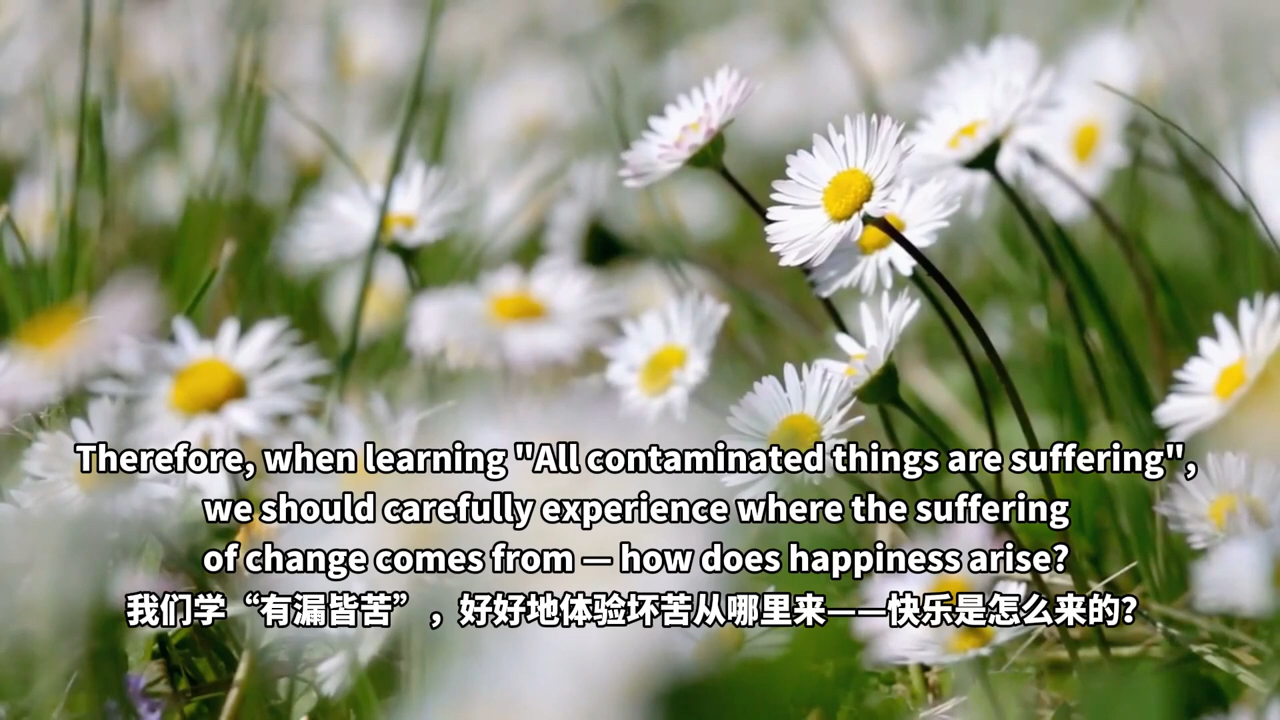 Therefore, when learning "All contaminated things are suffering",
we should carefully experience where the suffering
of change comes from — how does happiness arise?
我们学“有漏皆苦”，好好地体验坏苦从哪里来——快乐是怎么来的？